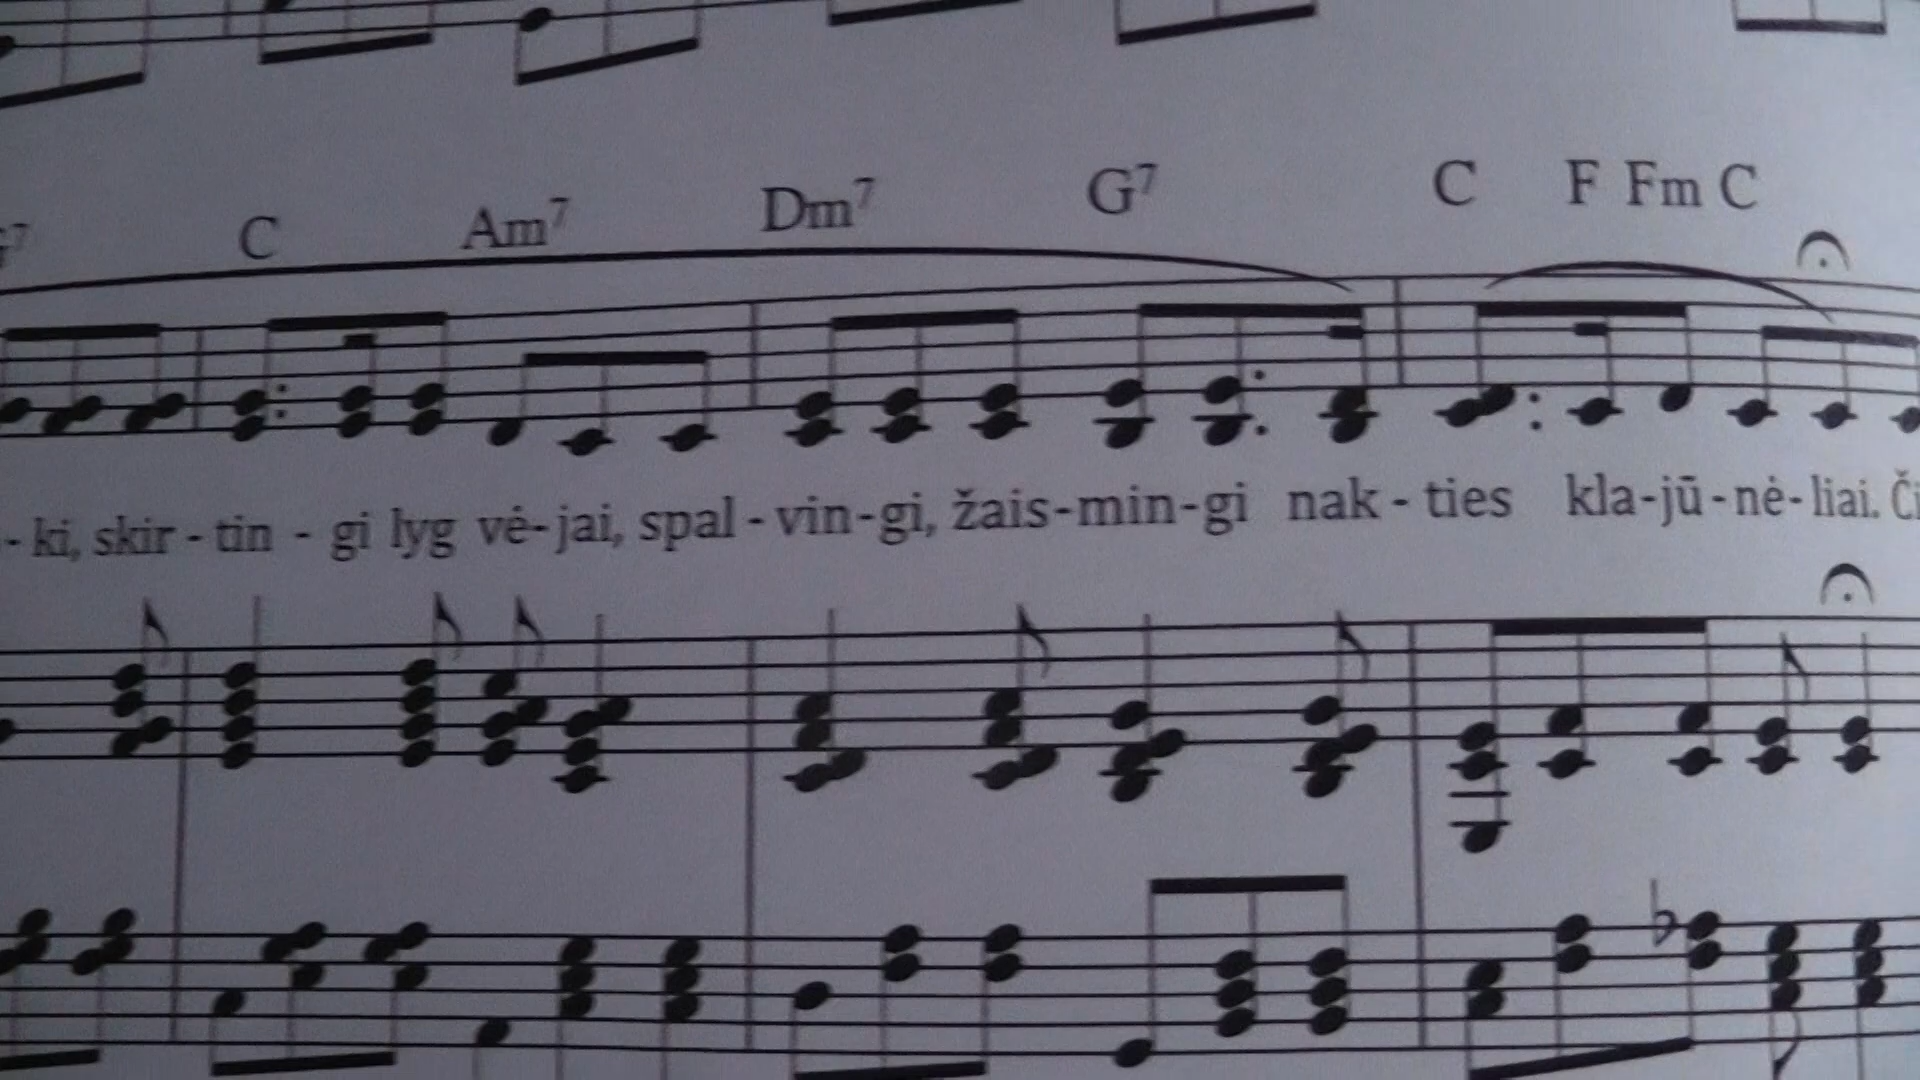 C Am7 Dm7 G7 C F Fm C
- ki, skir - tin - gi lyg vė - jai, spal - vin - gi, žais - min - gi nak - ties kla - jū - nė - liai.